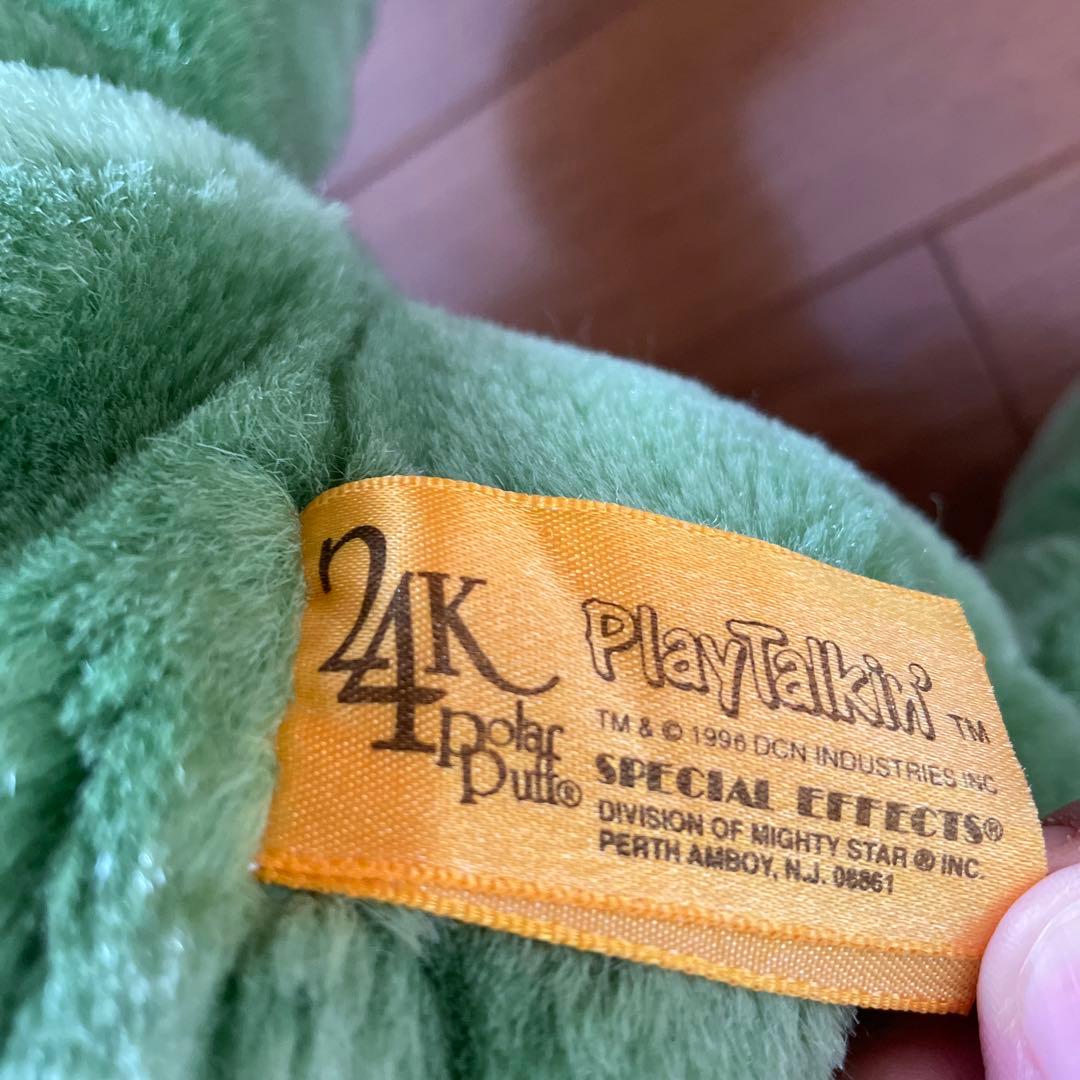 24K
polar
puff®
PlayTalkin'™
TM & © 1996 DCN INDUSTRIES INC
SPECIAL EFFECTS®
DIVISION OF MIGHTY STAR ® INC.
PERTH AMBOY, N.J. 08861